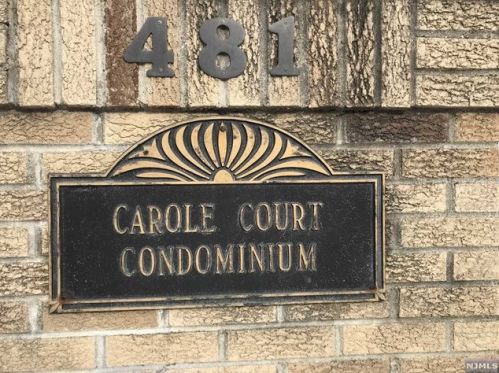 481
CAROLE COURT
CONDOMINIUM
NJMLS